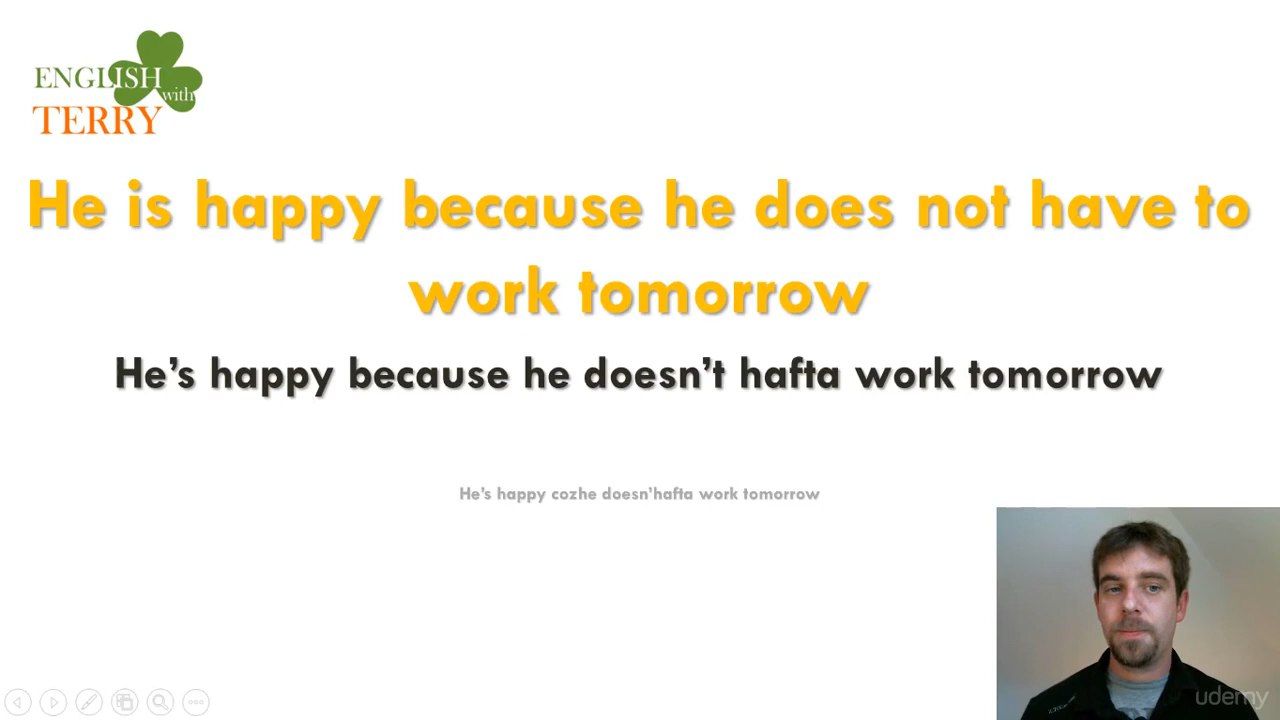 ENGLISH
with
TERRY
He is happy because he does not have to
work tomorrow
He's happy because he doesn't hafta work tomorrow
He's happy cozhe doesn'hafta work tomorrow
udemy